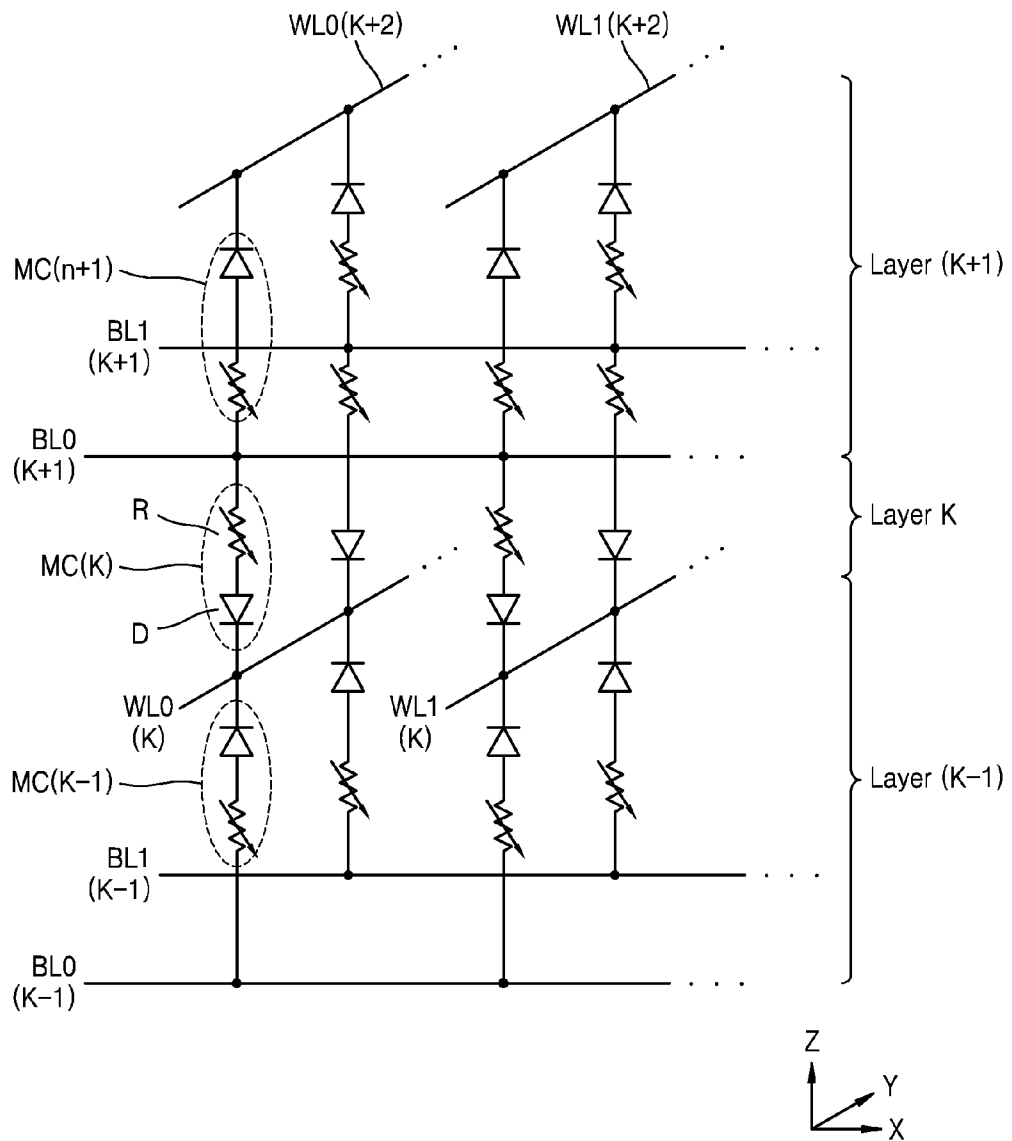 WL0(K+2)
WL1(K+2)
MC(n+1)
Layer (K+1)
BL1
(K+1)
BL0
(K+1)
R
Layer K
MC(K)
D
WL0
(K)
WL1
(K)
MC(K-1)
Layer (K-1)
BL1
(K-1)
BL0
(K-1)
Z
Y
X